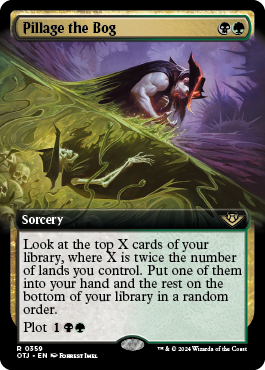 Pillage the Bog
Sorcery
Look at the top X cards of your
library, where X is twice the
number of lands you control. Put one of them
into your hand and the rest on
the bottom of your library in a random
order.
Plot 1
R 0359
OTJ • EN Forrest Imel
™ & © 2024 Wizards of the Coast